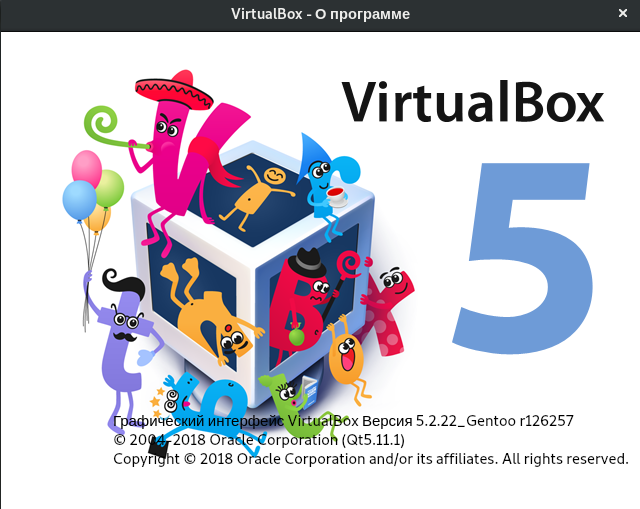 VirtualBox - О программе
VirtualBox
5
Графический интерфейс VirtualBox Версия 5.2.22_Gentoo r126257
© 2004-2018 Oracle Corporation (Qt5.11.1)
Copyright © 2018 Oracle Corporation and/or its affiliates. All rights reserved.